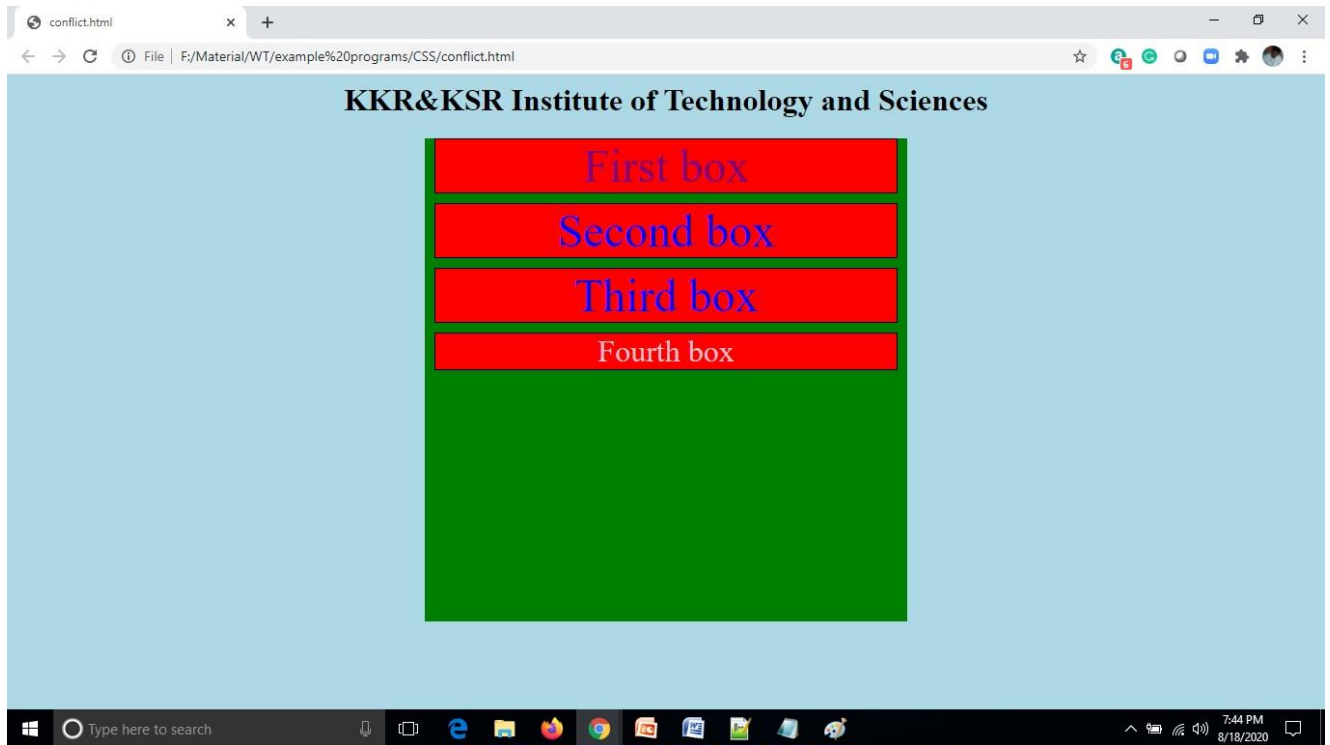 conflict.html
File | F:/Material/WT/example%20programs/CSS/conflict.html
6
KKR&KSR Institute of Technology and Sciences
First box
Second box
Third box
Fourth box
Type here to search
7:44 PM
8/18/2020